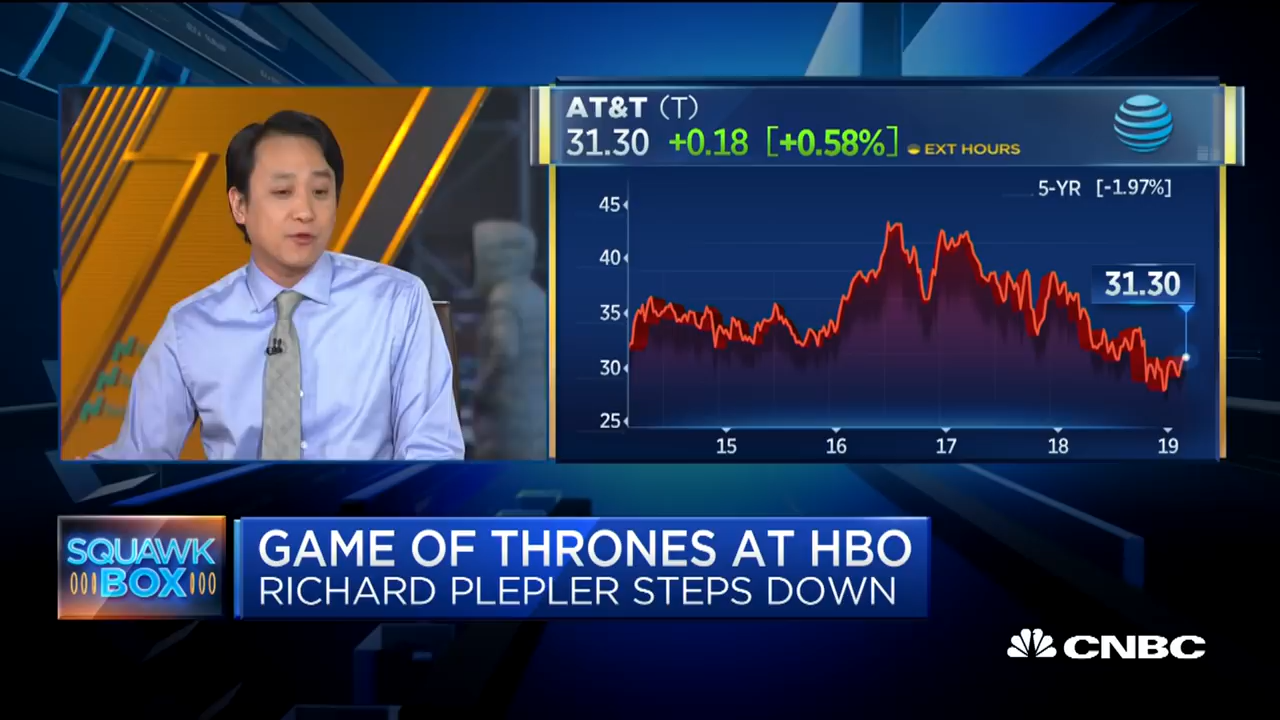 AT&T (T)
31.30 +0.18 [+0.58%] EXT HOURS
5-YR [-1.97%]
45
40
31.30
35
30
25
15 16 17 18 19
SQUAWK
BOX
GAME OF THRONES AT HBO
RICHARD PLEPLER STEPS DOWN
CNBC